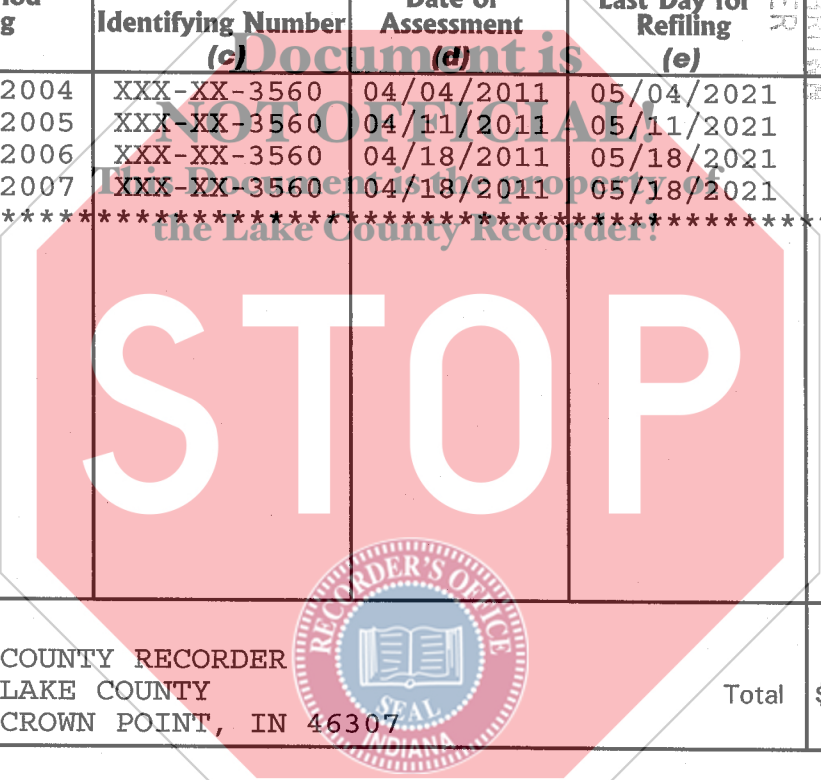 g Identifying Number Date of Assessment Last Day for Refiling
(c) (d) (e)
Document is
NOT OFFICIAL!
This Document is the property of
the Lake County Recorder!
2004 XXX-XX-3560 04/04/2011 05/04/2021
2005 XXX-XX-3560 04/11/2011 05/11/2021
2006 XXX-XX-3560 04/18/2011 05/18/2021
2007 XXX-XX-3560 04/18/2011 05/18/2021
STOP
RECORDER'S OFFICE
SEAL
INDIANA
COUNTY RECORDER
LAKE COUNTY
CROWN POINT, IN 46307
Total $